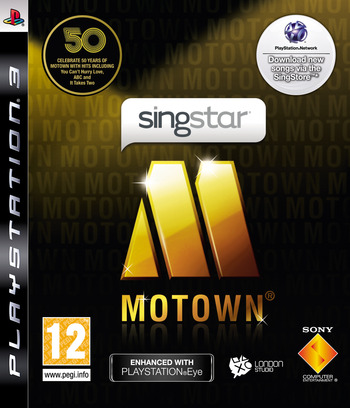 PLAYSTATION 3
50
CELEBRATE 50 YEARS OF
MOTOWN WITH HITS INCLUDING
You Can't Hurry Love,
ABC and
It Takes Two
PlayStation Network
Download new
songs via the
SingStore™
singstar
MOTOWN®
12
www.pegi.info
ENHANCED WITH
PLAYSTATION®Eye
LONDON
STUDIO
SONY
COMPUTER
ENTERTAINMENT®